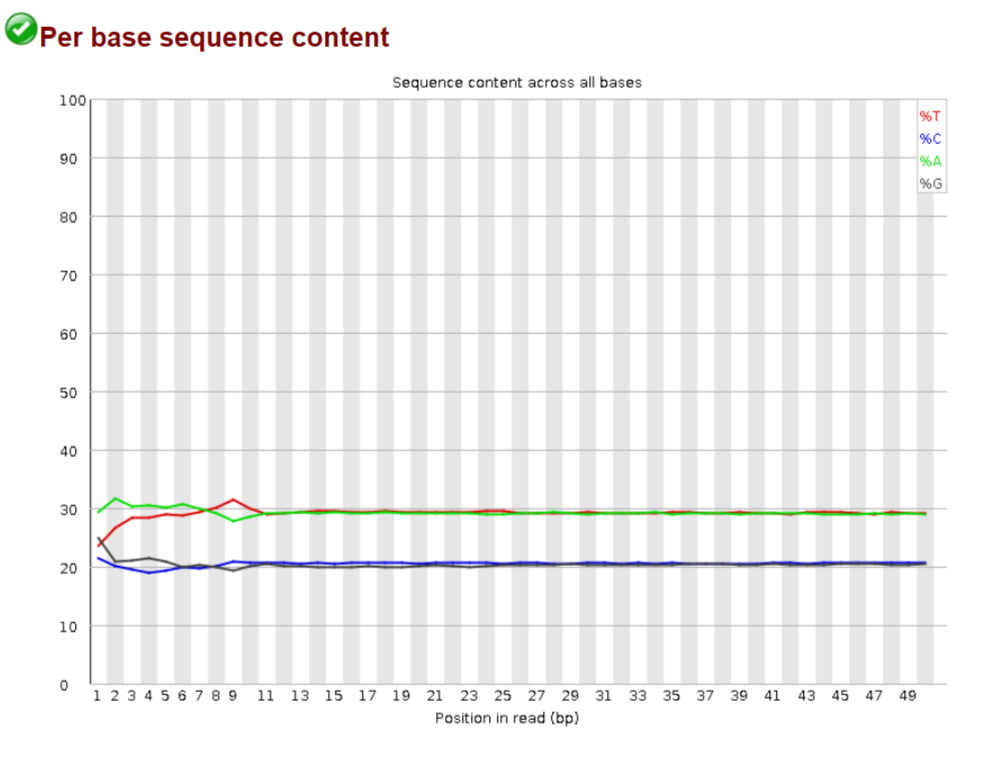 Per base sequence content
Sequence content across all bases
100
90
80
70
60
50
40
30
20
10
0
%T
%C
%A
%G
1 2 3 4 5 6 7 8 9 11 13 15 17 19 21 23 25 27 29 31 33 35 37 39 41 43 45 47 49
Position in read (bp)